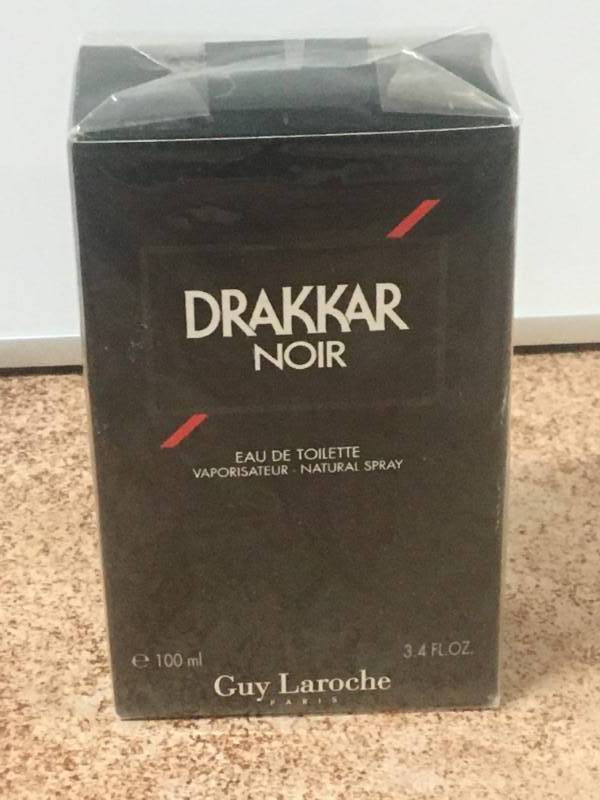 DRAKKAR
NOIR
EAU DE TOILETTE
VAPORISATEUR · NATURAL SPRAY
℮ 100 ml
3.4 FL.OZ.
Guy Laroche
PARIS